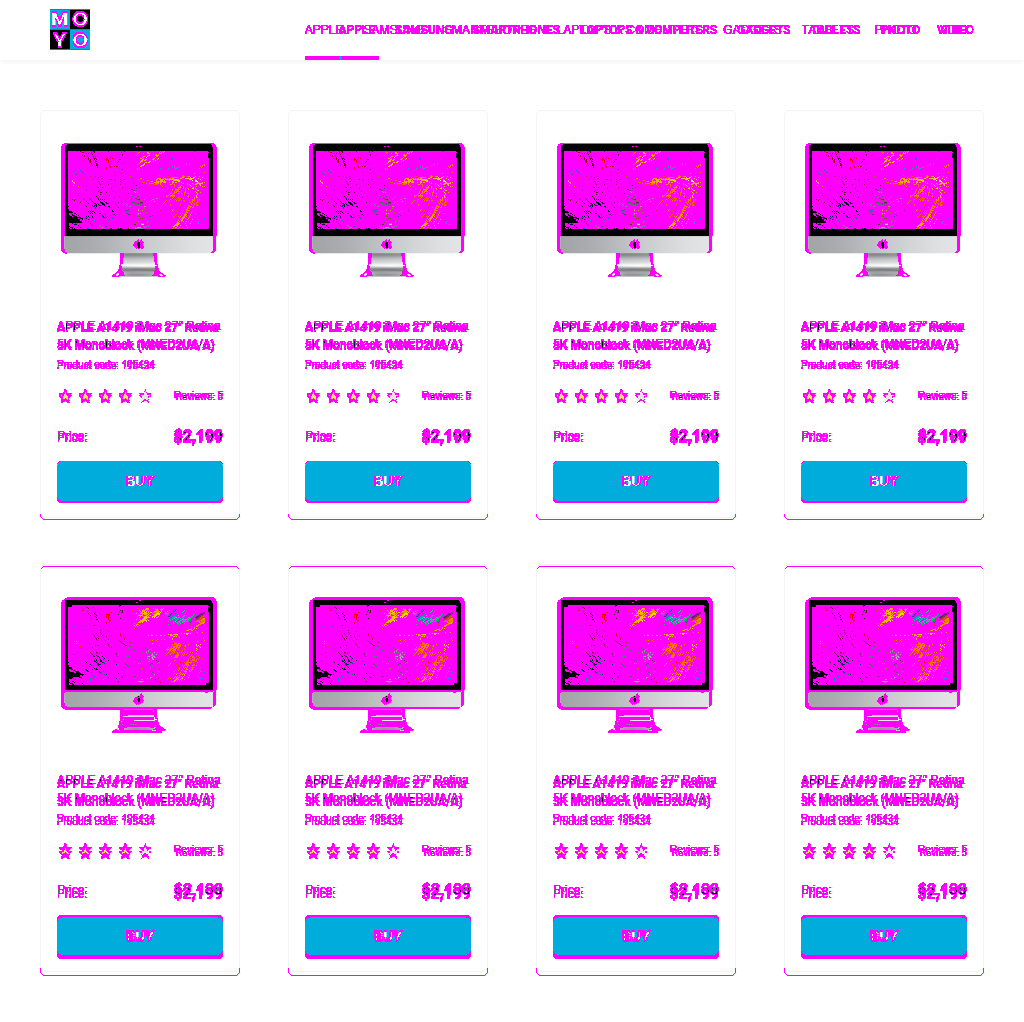 MO
YO
APPLE SAMSUNG SMARTPHONES LAPTOPS & COMPUTERS GADGETS TABLETS PHOTO VIDEO
APPLE A1419 iMac 27" Retina
5K Monoblock (MNED2UA/A)
Product code: 195434
Reviews: 5
Price:
$2,199
BUY
APPLE A1419 iMac 27" Retina
5K Monoblock (MNED2UA/A)
Product code: 195434
Reviews: 5
Price:
$2,199
BUY
APPLE A1419 iMac 27" Retina
5K Monoblock (MNED2UA/A)
Product code: 195434
Reviews: 5
Price:
$2,199
BUY
APPLE A1419 iMac 27" Retina
5K Monoblock (MNED2UA/A)
Product code: 195434
Reviews: 5
Price:
$2,199
BUY
APPLE A1419 iMac 27" Retina
5K Monoblock (MNED2UA/A)
Product code: 195434
Reviews: 5
Price:
$2,199
BUY
APPLE A1419 iMac 27" Retina
5K Monoblock (MNED2UA/A)
Product code: 195434
Reviews: 5
Price:
$2,199
BUY
APPLE A1419 iMac 27" Retina
5K Monoblock (MNED2UA/A)
Product code: 195434
Reviews: 5
Price:
$2,199
BUY
APPLE A1419 iMac 27" Retina
5K Monoblock (MNED2UA/A)
Product code: 195434
Reviews: 5
Price:
$2,199
BUY